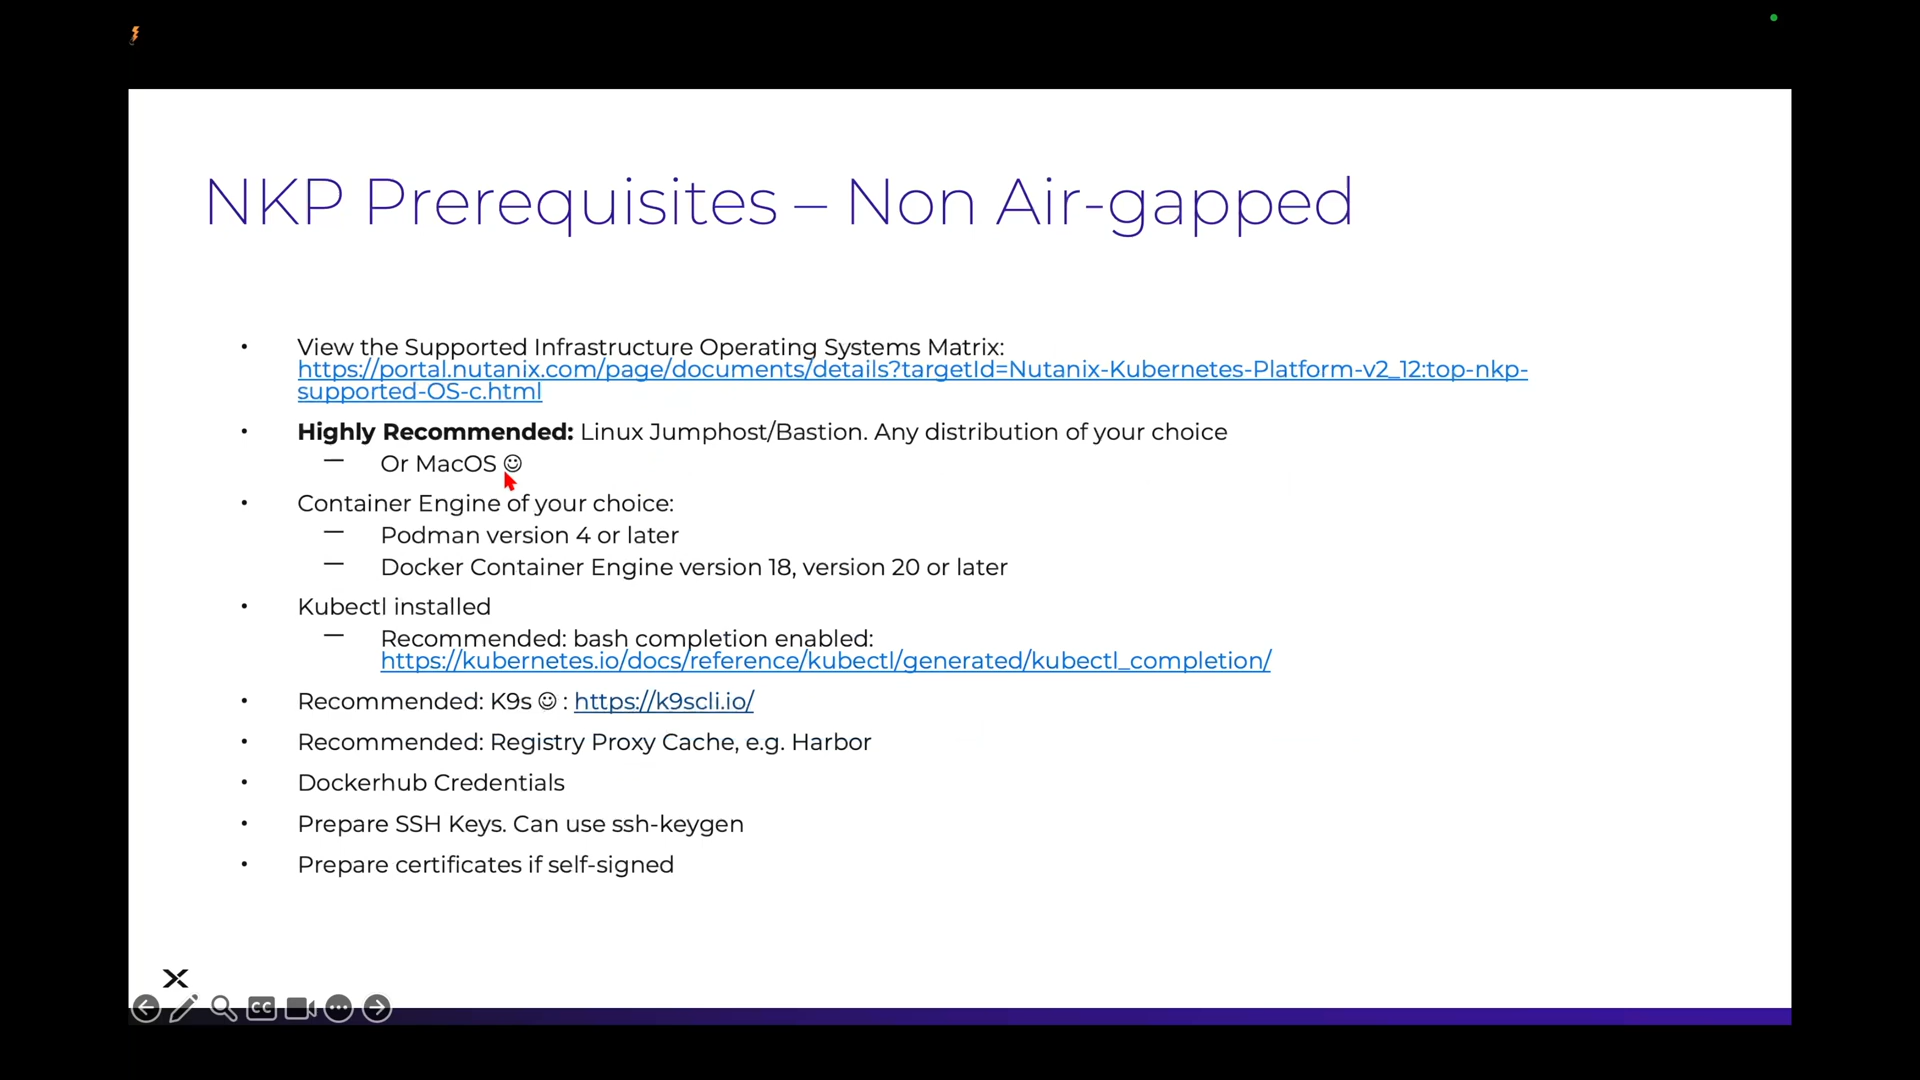 NKP Prerequisites – Non Air-gapped
• View the Supported Infrastructure Operating Systems Matrix:
https://portal.nutanix.com/page/documents/details?targetId=Nutanix-Kubernetes-Platform-v2_12:top-nkp-
supported-OS-c.html
• Highly Recommended: Linux Jumphost/Bastion. Any distribution of your choice
— Or MacOS ☺
• Container Engine of your choice:
— Podman version 4 or later
— Docker Container Engine version 18, version 20 or later
• Kubectl installed
— Recommended: bash completion enabled:
https://kubernetes.io/docs/reference/kubectl/generated/kubectl_completion/
• Recommended: K9s ☺ : https://k9scli.io/
• Recommended: Registry Proxy Cache, e.g. Harbor
• Dockerhub Credentials
• Prepare SSH Keys. Can use ssh-keygen
• Prepare certificates if self-signed
CC